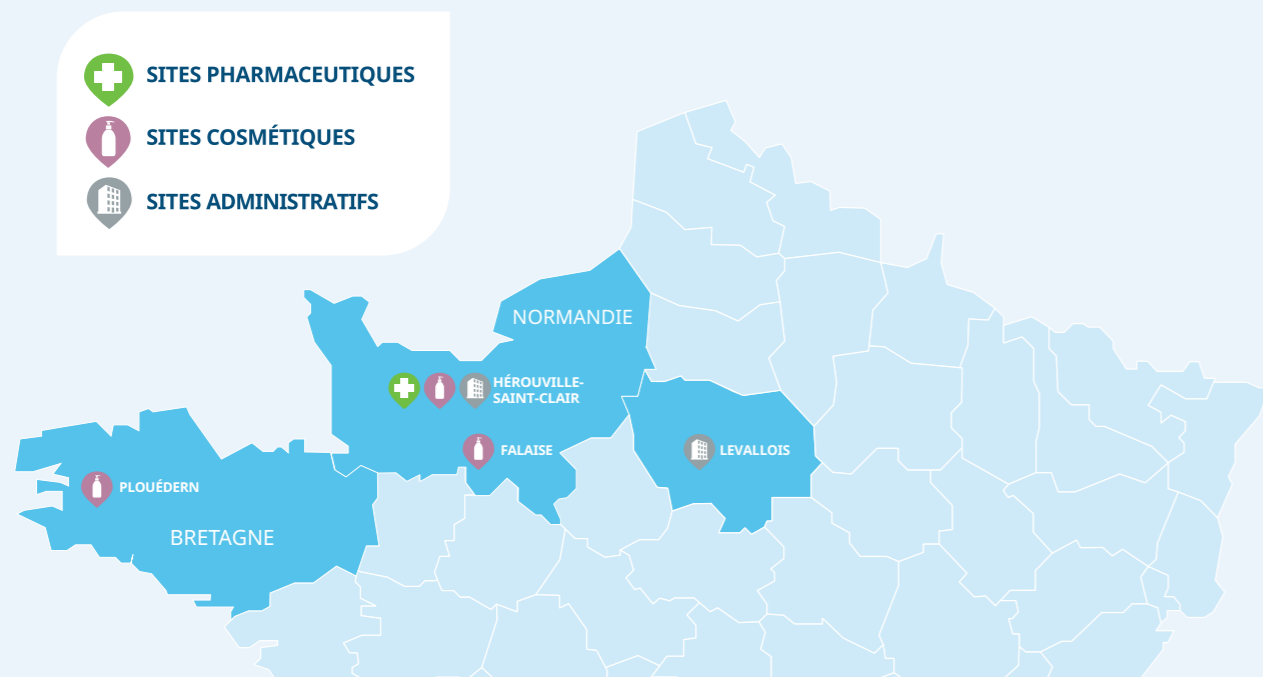 SITES PHARMACEUTIQUES
SITES COSMÉTIQUES
SITES ADMINISTRATIFS
NORMANDIE
HÉROUVILLE-
SAINT-CLAIR
FALAISE
LEVALLOIS
PLOUÉDERN
BRETAGNE